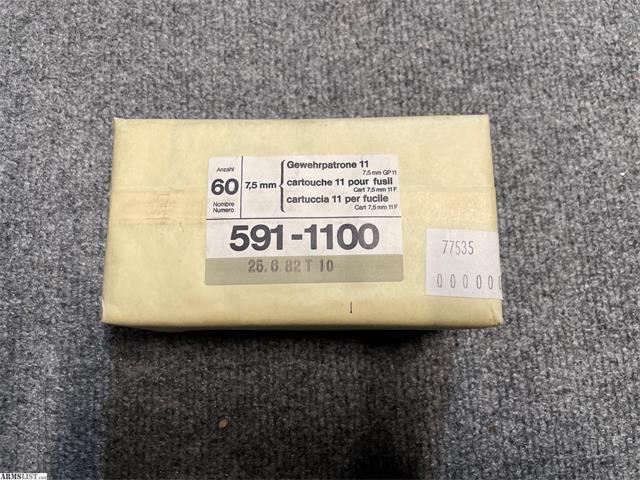 Anzahl
60
Nombre
Numero
7,5 mm
Gewehrpatrone 11
7,5 mm GP 11
cartouche 11 pour fusil
Cart 7,5 mm 11 F
cartuccia 11 per fucile
Cart 7,5 mm 11 F
591-1100
25.6.82 T 10
77535
000000
ARMSLIST